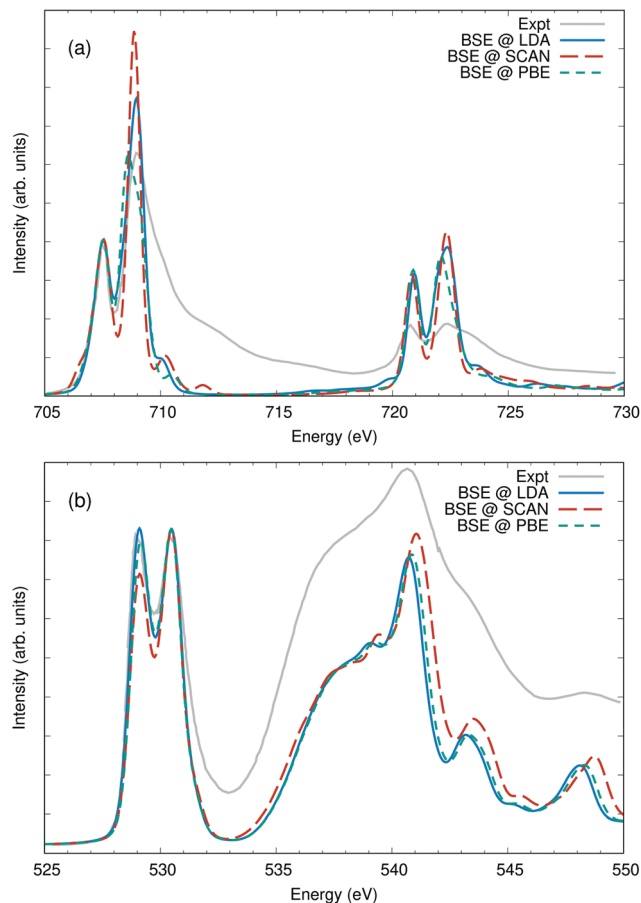 (a)
Expt
BSE @ LDA
BSE @ SCAN
BSE @ PBE
Intensity (arb. units)
705 710 715 720 725 730
Energy (eV)
(b)
Expt
BSE @ LDA
BSE @ SCAN
BSE @ PBE
Intensity (arb. units)
525 530 535 540 545 550
Energy (eV)